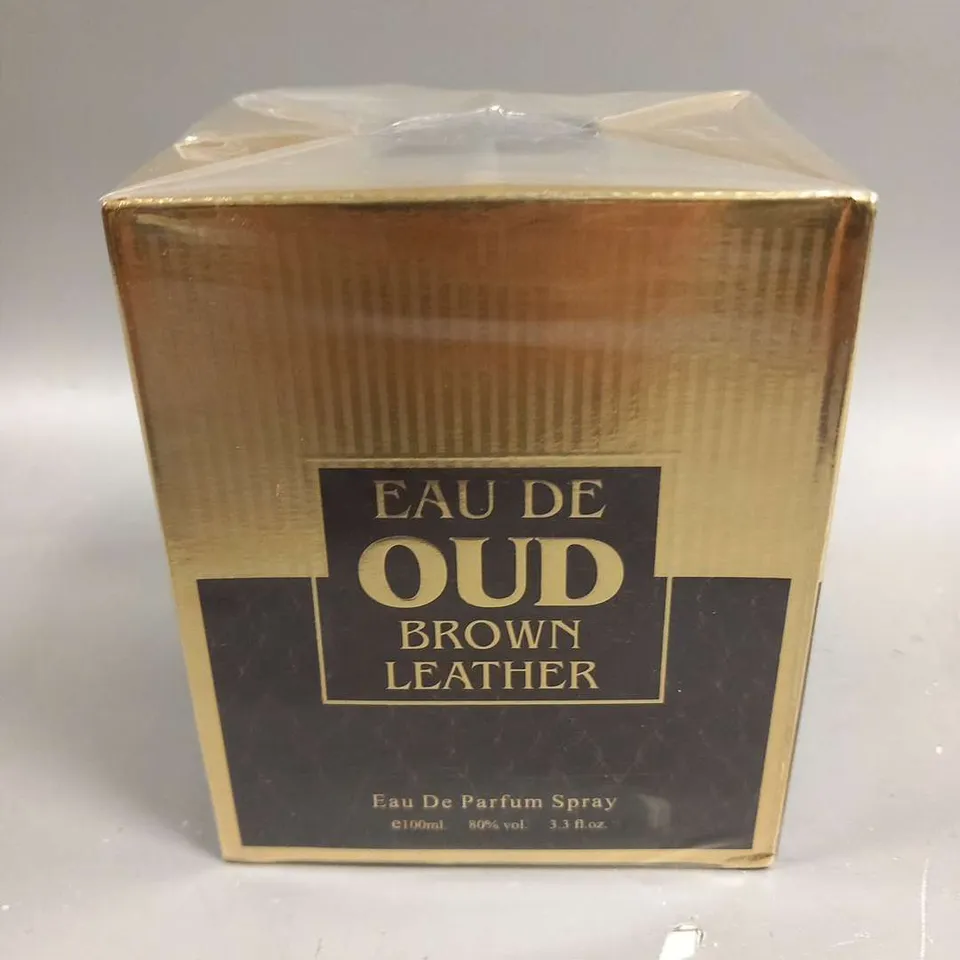 EAU DE
OUD
BROWN
LEATHER
Eau De Parfum Spray
℮100ml. 80% vol. 3.3 fl.oz.